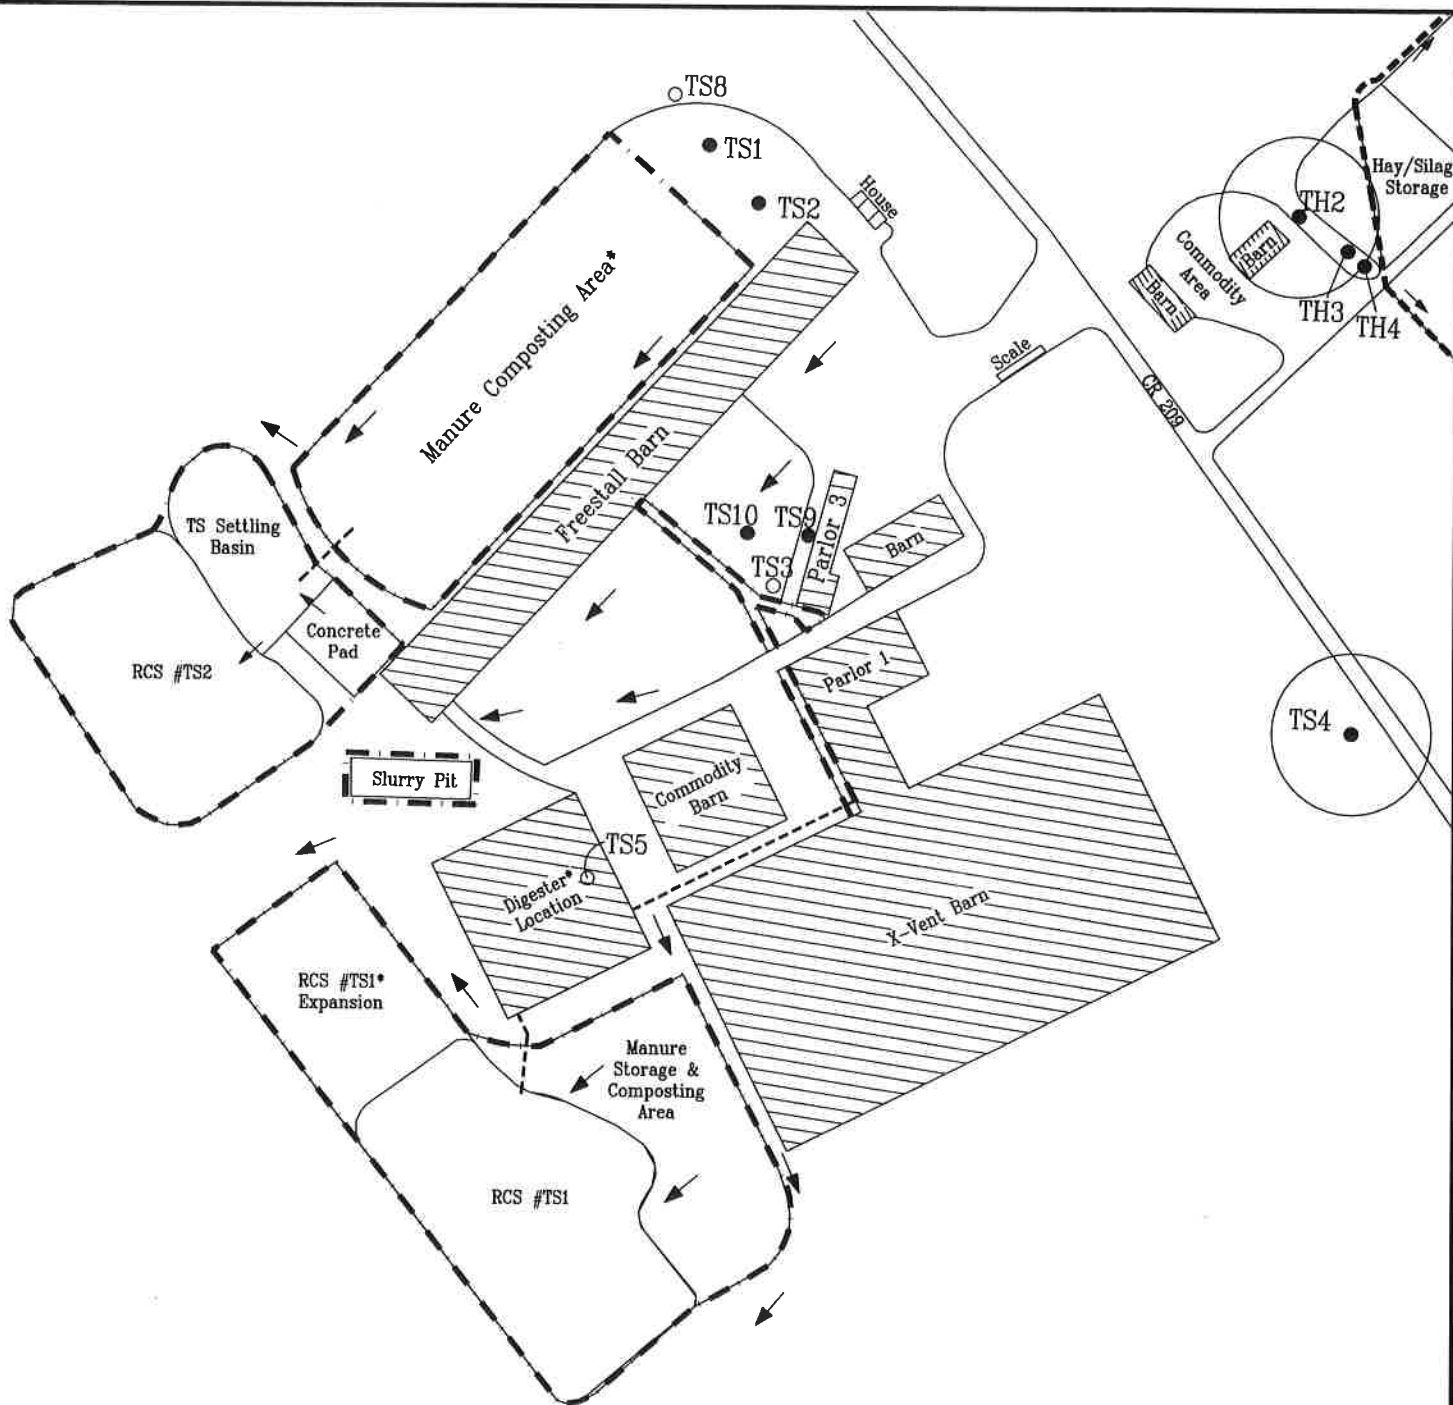 TS8
TS1
TS2
House
Hay/Silag
Storage
TH2
TH3
TH4
Commodity
Area
Barn
Barn
Scale
CR 209
Manure Composting Area*
Freestall Barn
TS Settling
Basin
TS10
TS9
TS3
Parlor 3
Barn
Concrete
Pad
RCS #TS2
Parlor 1
TS4
Slurry Pit
Commodity
Barn
TS5
Digester*
Location
X-Vent Barn
RCS #TS1*
Expansion
Manure
Storage &
Composting
Area
RCS #TS1